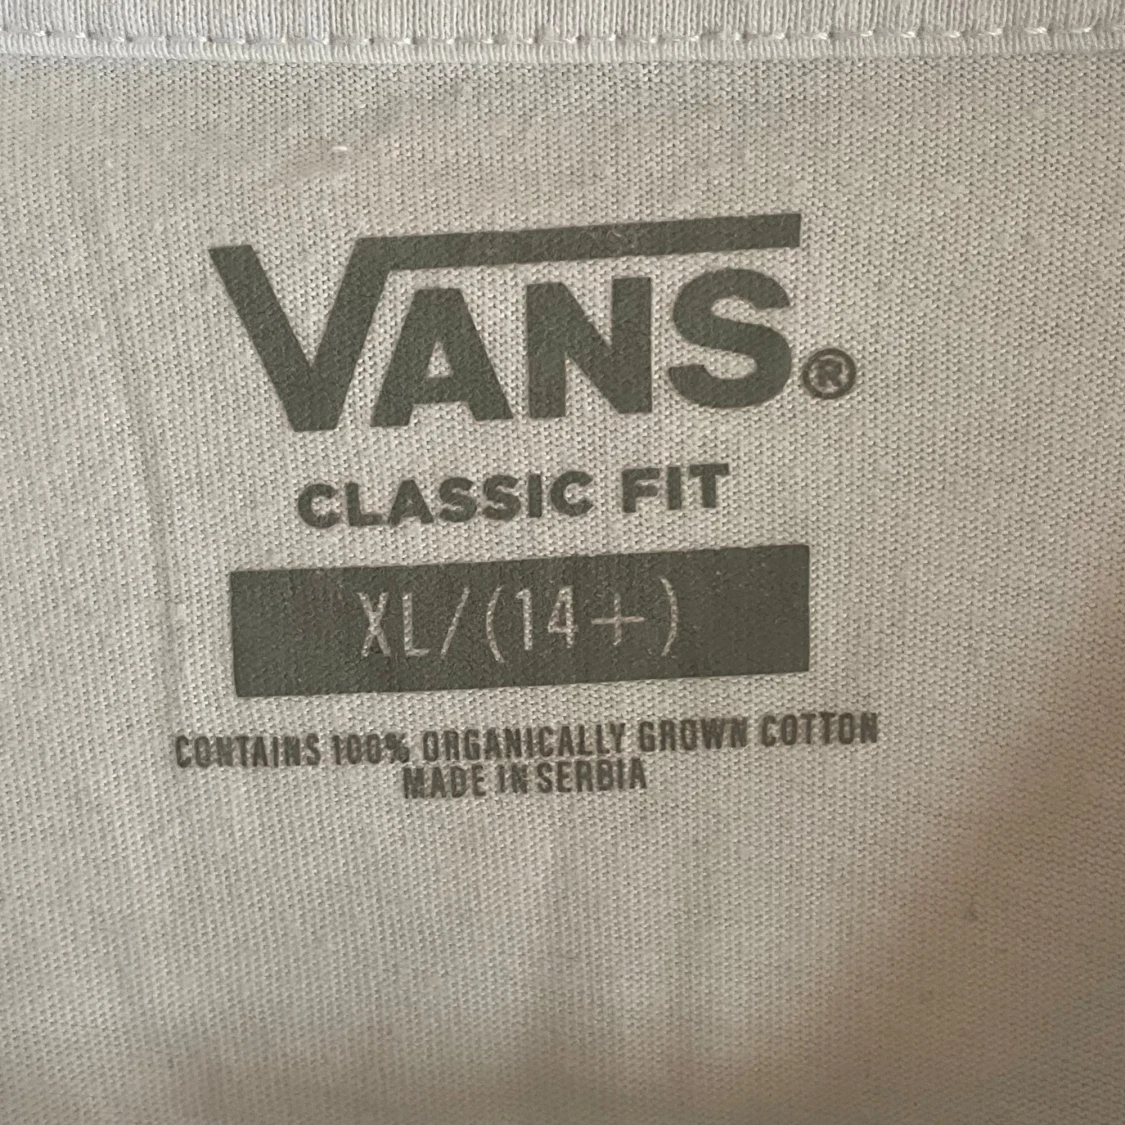 VANS®
CLASSIC FIT
XL/(14+)
CONTAINS 100% ORGANICALLY GROWN COTTON
MADE IN SERBIA